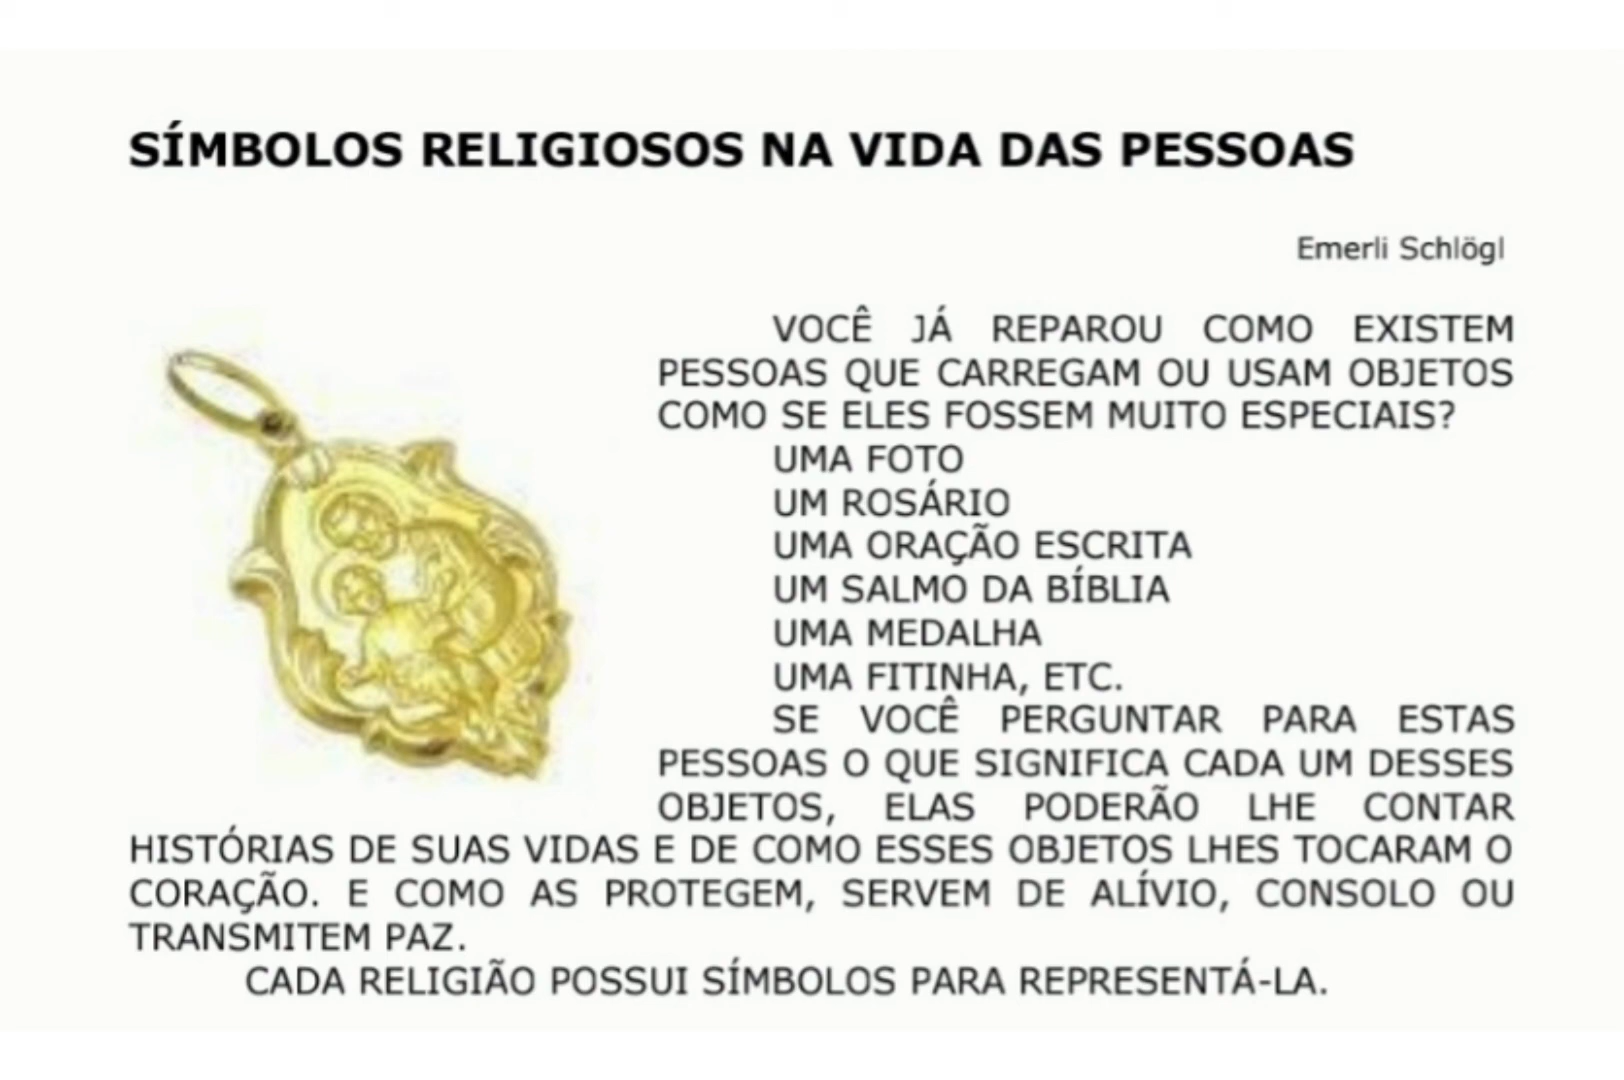 SÍMBOLOS RELIGIOSOS NA VIDA DAS PESSOAS
Emerli Schlögl
VOCÊ JÁ REPAROU COMO EXISTEM
PESSOAS QUE CARREGAM OU USAM OBJETOS
COMO SE ELES FOSSEM MUITO ESPECIAIS?
UMA FOTO
UM ROSÁRIO
UMA ORAÇÃO ESCRITA
UM SALMO DA BÍBLIA
UMA MEDALHA
UMA FITINHA, ETC.
SE VOCÊ PERGUNTAR PARA ESTAS
PESSOAS O QUE SIGNIFICA CADA UM DESSES
OBJETOS, ELAS PODERÃO LHE CONTAR
HISTÓRIAS DE SUAS VIDAS E DE COMO ESSES OBJETOS LHES TOCARAM O
CORAÇÃO. E COMO AS PROTEGEM, SERVEM DE ALÍVIO, CONSOLO OU
TRANSMITEM PAZ.
CADA RELIGIÃO POSSUI SÍMBOLOS PARA REPRESENTÁ-LA.